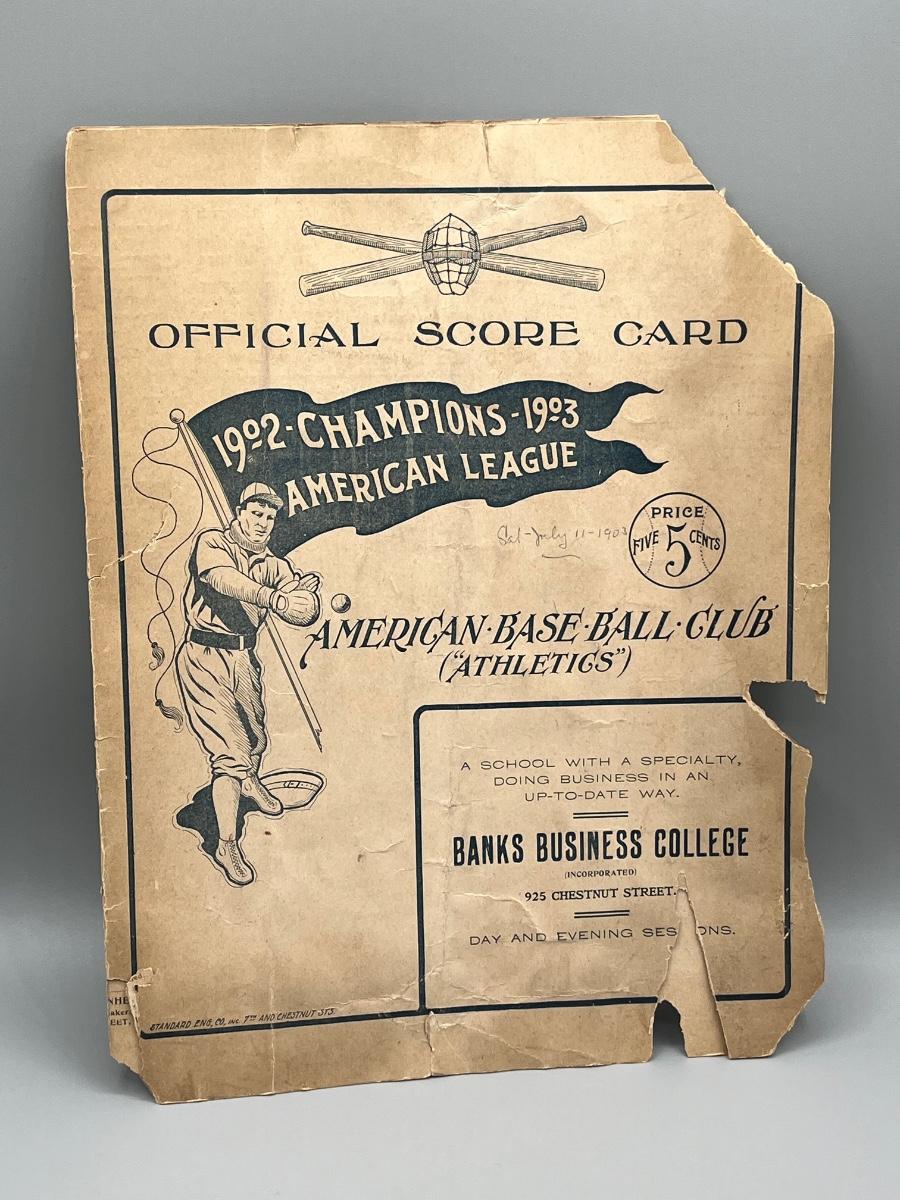 OFFICIAL SCORE CARD
1902-CHAMPIONS-1903
AMERICAN LEAGUE
Sat-July 11-1903
PRICE
FIVE 5 CENTS
AMERICAN·BASE·BALL·CLUB
("ATHLETICS")
A SCHOOL WITH A SPECIALTY,
DOING BUSINESS IN AN
UP-TO-DATE WAY.
BANKS BUSINESS COLLEGE
(INCORPORATED)
925 CHESTNUT STREET.
DAY AND EVENING SES ONS.
STANDARD ENG. CO, INC. 7TH AND CHESTNUT STS.